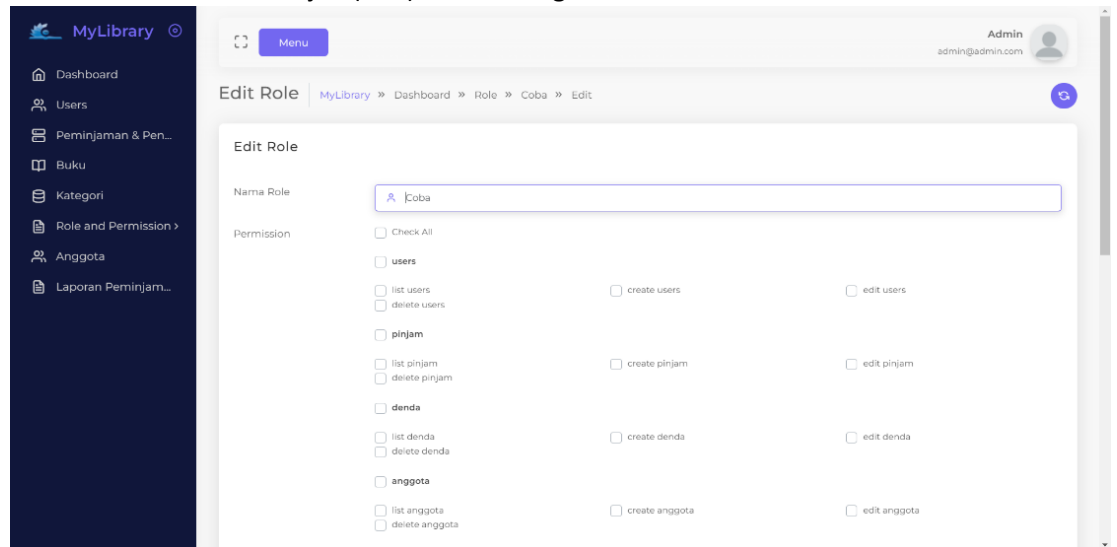 MyLibrary
Menu
Admin
admin@admin.com
Dashboard
Users
Peminjaman & Pen...
Buku
Kategori
Role and Permission >
Anggota
Laporan Peminjam...
Edit Role
MyLibrary » Dashboard » Role » Coba » Edit
Edit Role
Nama Role
Coba
Permission
Check All
users
list users
create users
edit users
delete users
pinjam
list pinjam
create pinjam
edit pinjam
delete pinjam
denda
list denda
create denda
edit denda
delete denda
anggota
list anggota
create anggota
edit anggota
delete anggota